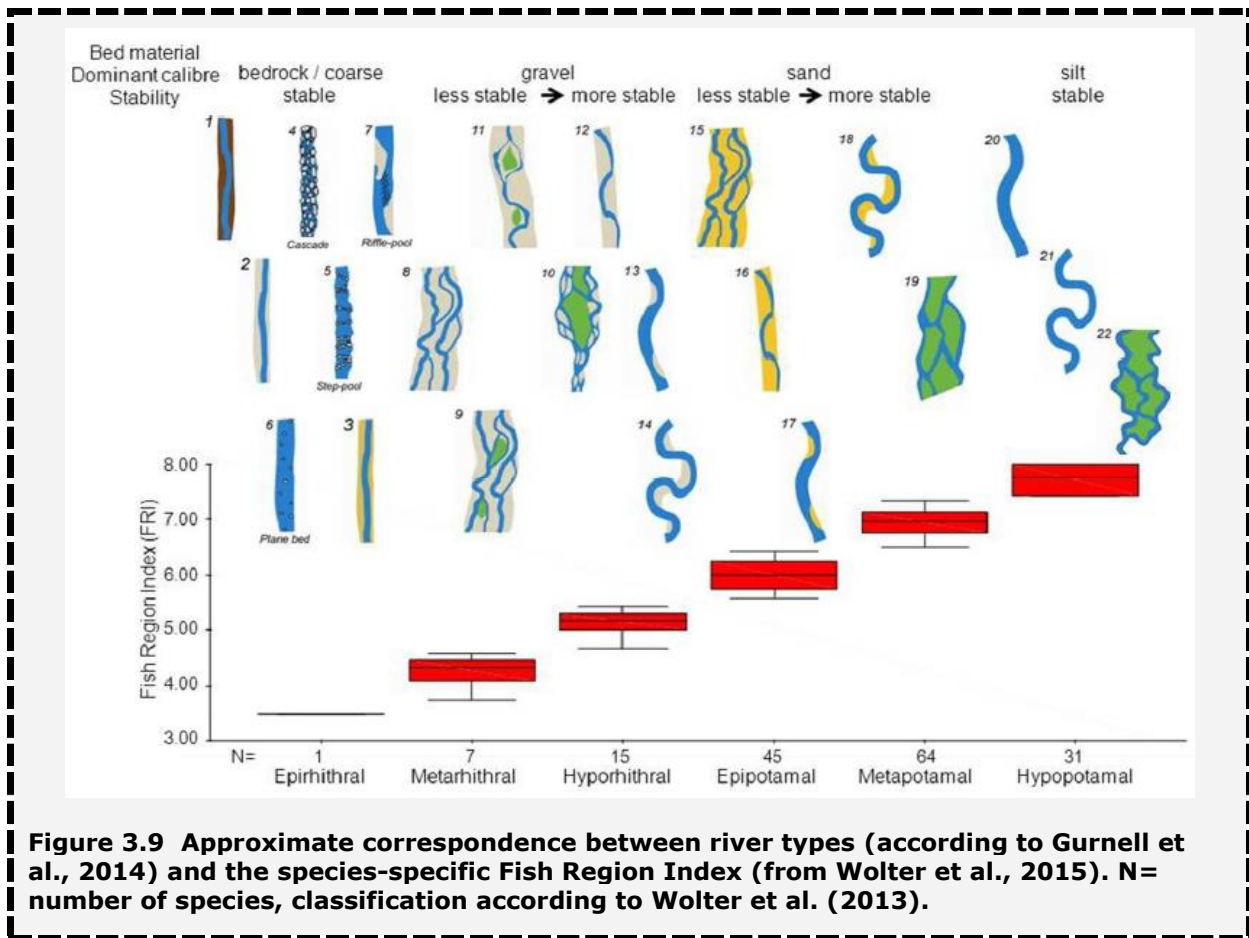 Bed material
Dominant calibre
Stability
bedrock / coarse
stable
gravel
less stable → more stable
sand
less stable → more stable
silt
stable
1
4
7
11
12
15
18
20
Cascade
Riffle-pool
2
5
8
10
13
16
19
21
22
Step-pool
6
3
9
14
17
Plane bed
Fish Region Index (FRI)
8.00
7.00
6.00
5.00
4.00
3.00
N= 1 7 15 45 64 31
Epirhithral Metarhithral Hyporhithral Epipotamal Metapotamal Hypopotamal
Figure 3.9 Approximate correspondence between river types (according to Gurnell et
al., 2014) and the species-specific Fish Region Index (from Wolter et al., 2015). N=
number of species, classification according to Wolter et al. (2013).